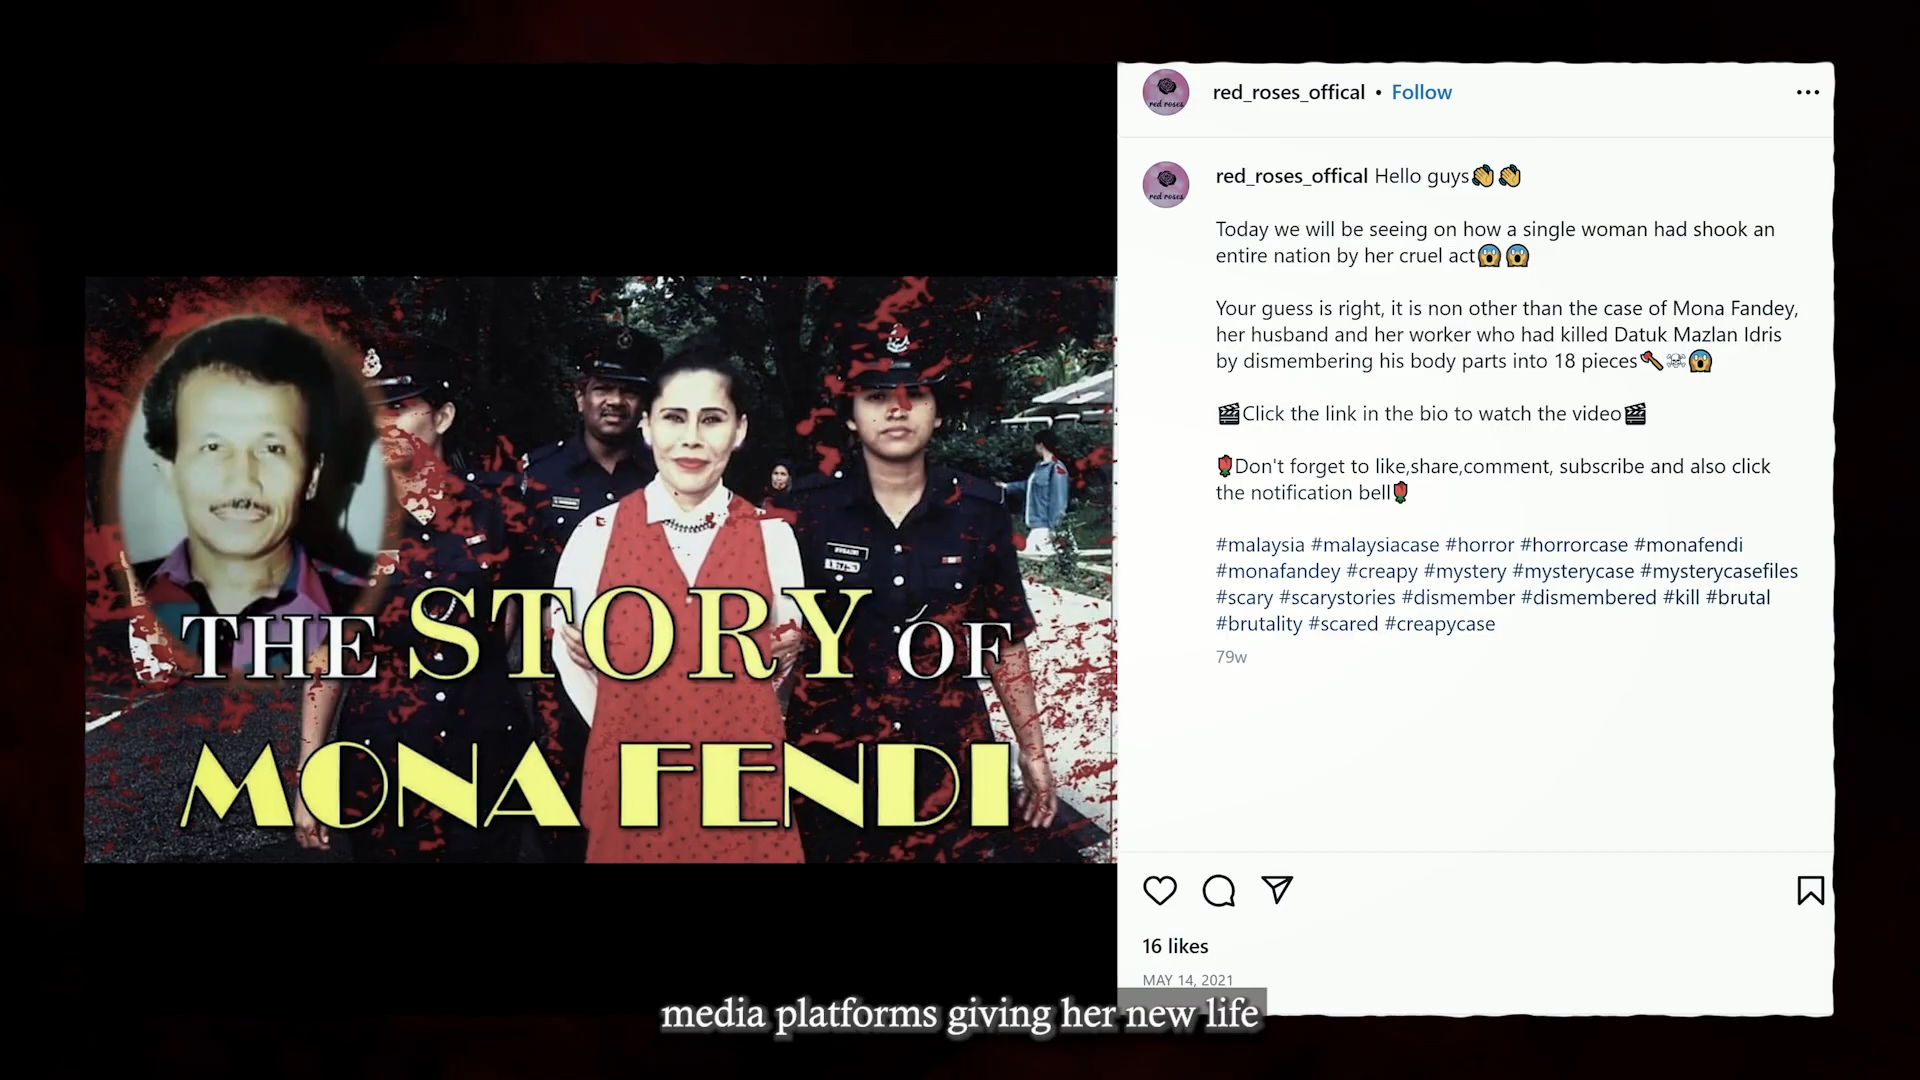 THE STORY OF
MONA FENDI
red roses
red_roses_offical • Follow
red roses
red_roses_offical Hello guys👏👏
Today we will be seeing on how a single woman had shook an
entire nation by her cruel act😱😱
Your guess is right, it is non other than the case of Mona Fandey,
her husband and her worker who had killed Datuk Mazlan Idris
by dismembering his body parts into 18 pieces🪓☠😱
🎬Click the link in the bio to watch the video🎬
🌹Don't forget to like,share,comment, subscribe and also click
the notification bell🌹
#malaysia #malaysiacase #horror #horrorcase #monafendi
#monafandey #creapy #mystery #mysterycase #mysterycasefiles
#scary #scarystories #dismember #dismembered #kill #brutal
#brutality #scared #creapycase
79w
16 likes
MAY 14, 2021
media platforms giving her new life